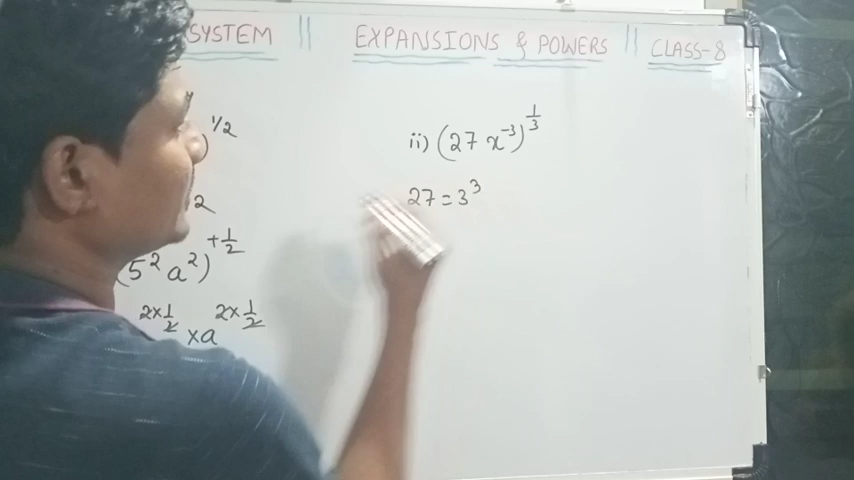 SYSTEM || EXPANSIONS & POWERS || CLASS-8
)^1/2
2
(5^2 a^2)^+1/2
2×1/2 ×a^2×1/2
ii) (27 x^-3)^1/3
27 = 3^3